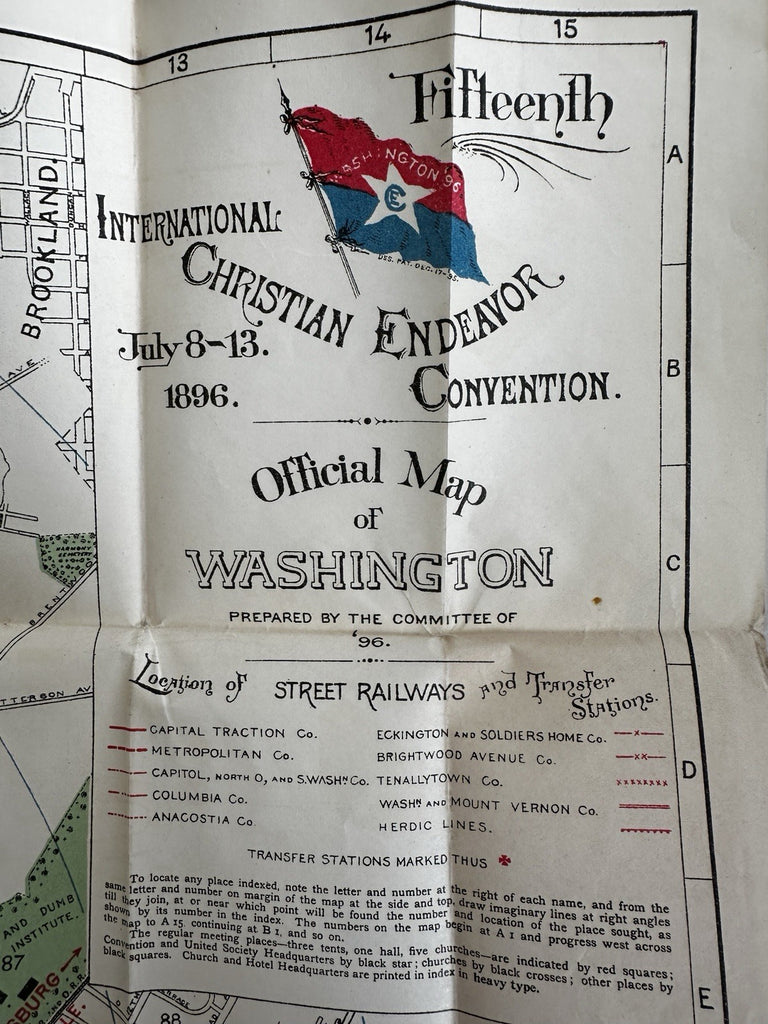 13
14
15
Fifteenth
A
WASHINGTON '96
CE
DES. PAT. DEC. 17-95.
INTERNATIONAL
CHRISTIAN ENDEAVOR
July 8-13.
1896.
CONVENTION.
B
BROOKLAND.
AVE.
Official Map
of
WASHINGTON
C
HARMONY
CEMETERY
BRENTWO
PREPARED BY THE COMMITTEE OF
'96.
Location of STREET RAILWAYS and Transfer
Stations.
TTERSON AV
CAPITAL TRACTION Co.
METROPOLITAN Co.
CAPITOL, NORTH O, AND S.WASHN. Co.
COLUMBIA Co.
ANACOSTIA Co.
ECKINGTON AND SOLDIERS HOME Co.
BRIGHTWOOD AVENUE Co.
TENALLYTOWN Co.
WASHN AND MOUNT VERNON Co.
HERDIC LINES.
D
TRANSFER STATIONS MARKED THUS
To locate any place indexed, note the letter and number at the right of each name, and from the
same letter and number on margin of the map at the side and top, draw imaginary lines at right angles
till they join, at or near which point will be found the number and location of the place sought, as
shown by its number in the index. The numbers on the map begin at A 1 and progress west across
the map to A 15, continuing at B 1, and so on.
The regular meeting places—three tents, one hall, five churches—are indicated by red squares;
Convention and United Society Headquarters by black star; churches by black crosses; other places by
black squares. Church and Hotel Headquarters are printed in index in heavy type.
E
AND DUMB
INSTITUTE.
87
SBURG
88